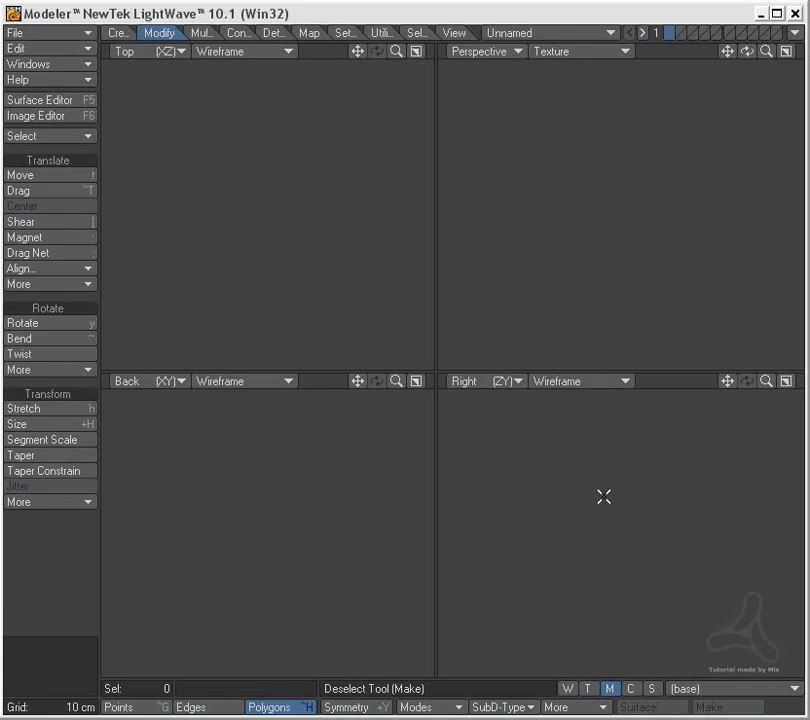 Modeler™ NewTek LightWave™ 10.1 (Win32)
File
Cre... Modify Mul... Con... Det... Map Set... Utili... Sel... View Unnamed < > 1
Edit
Top (XZ) Wireframe
Perspective Texture
Windows
Help
Surface Editor F5
Image Editor F6
Select
Translate
Move t
Drag ^T
Center
Shear [
Magnet :
Drag Net ;
Align...
More
Rotate
Rotate y
Bend ~
Twist
More
Back (XY) Wireframe
Right (ZY) Wireframe
Transform
Stretch h
Size +H
Segment Scale
Taper
Taper Constrain
Jitter
More
Tutorial made by Mis
Sel: 0 Deselect Tool (Make) W T M C S (base)
Grid: 10 cm Points ^G Edges Polygons ^H Symmetry +Y Modes SubD-Type More Surface Make